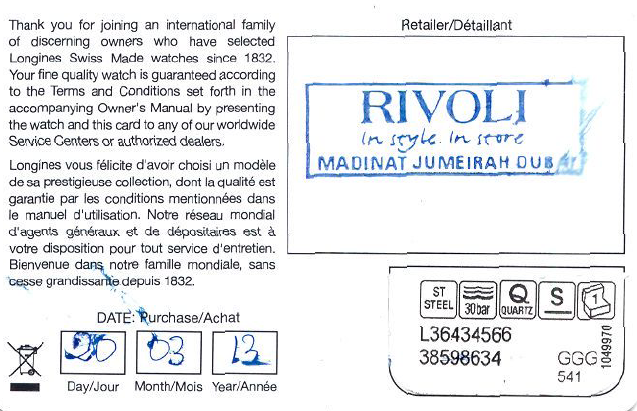 Thank you for joining an international family
of discerning owners who have selected
Longines Swiss Made watches since 1832.
Your fine quality watch is guaranteed according
to the Terms and Conditions set forth in the
accompanying Owner's Manual by presenting
the watch and this card to any of our worldwide
Service Centers or authorized dealers.
Longines vous félicite d'avoir choisi un modèle
de sa prestigieuse collection, dont la qualité est
garantie par les conditions mentionnées dans
le manuel d'utilisation. Notre réseau mondial
d'agents généraux et de dépositaires est à
votre disposition pour tout service d'entretien.
Bienvenue dans notre famille mondiale, sans
cesse grandissante depuis 1832.
DATE: Purchase/Achat
20 03 13
Day/Jour Month/Mois Year/Année
Retailer/Détaillant
RIVOLI
In style. In store
MADINAT JUMEIRAH DUBAI
ST
STEEL
30bar
Q
QUARTZ
S
1
L36434566
38598634
GGG
541
1049970